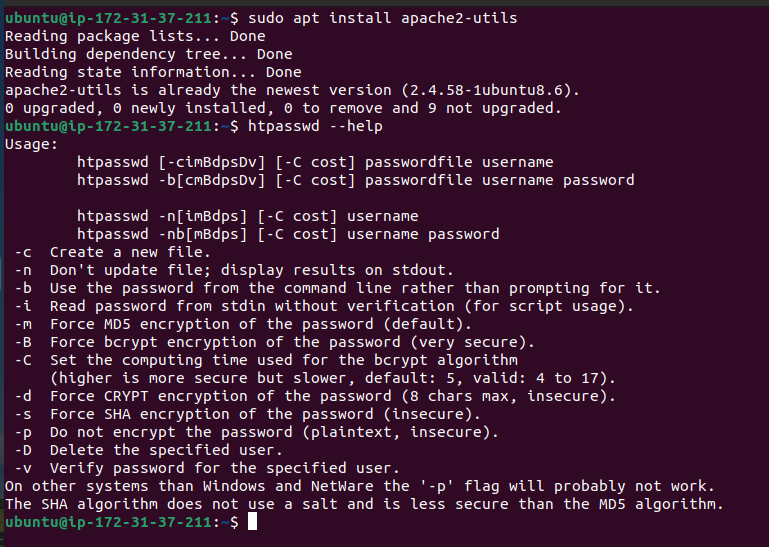 ubuntu@ip-172-31-37-211:~$ sudo apt install apache2-utils
Reading package lists... Done
Building dependency tree... Done
Reading state information... Done
apache2-utils is already the newest version (2.4.58-1ubuntu8.6).
0 upgraded, 0 newly installed, 0 to remove and 9 not upgraded.
ubuntu@ip-172-31-37-211:~$ htpasswd --help
Usage:
        htpasswd [-cimBdpsDv] [-C cost] passwordfile username
        htpasswd -b[cmBdpsDv] [-C cost] passwordfile username password

        htpasswd -n[imBdps] [-C cost] username
        htpasswd -nb[mBdps] [-C cost] username password
 -c  Create a new file.
 -n  Don't update file; display results on stdout.
 -b  Use the password from the command line rather than prompting for it.
 -i  Read password from stdin without verification (for script usage).
 -m  Force MD5 encryption of the password (default).
 -B  Force bcrypt encryption of the password (very secure).
 -C  Set the computing time used for the bcrypt algorithm
     (higher is more secure but slower, default: 5, valid: 4 to 17).
 -d  Force CRYPT encryption of the password (8 chars max, insecure).
 -s  Force SHA encryption of the password (insecure).
 -p  Do not encrypt the password (plaintext, insecure).
 -D  Delete the specified user.
 -v  Verify password for the specified user.
On other systems than Windows and NetWare the '-p' flag will probably not work.
The SHA algorithm does not use a salt and is less secure than the MD5 algorithm.
ubuntu@ip-172-31-37-211:~$